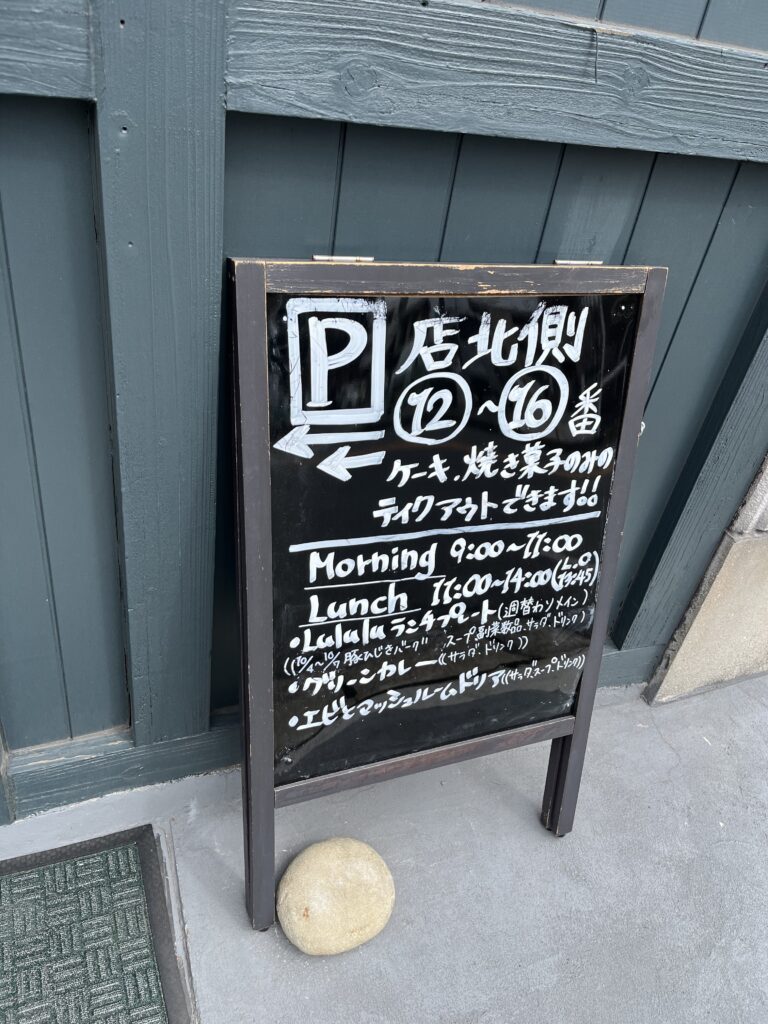 P 店北側
⑫~⑯番
ケーキ、焼き菓子のみの
テイクアウトできます!!
Morning 9:00~11:00
Lunch 11:00~14:00 (L.O 13:45)
・Lululu ランチプレート (週替わりメイン
スープ、副菜数品、サラダ、ドリンク)
((10/4~10/7 豚ひじきバーグ
・グリーンカレー ((サラダ、ドリンク))
・エビとマッシュルームドリア ((サラダ、スープ、ドリンク))